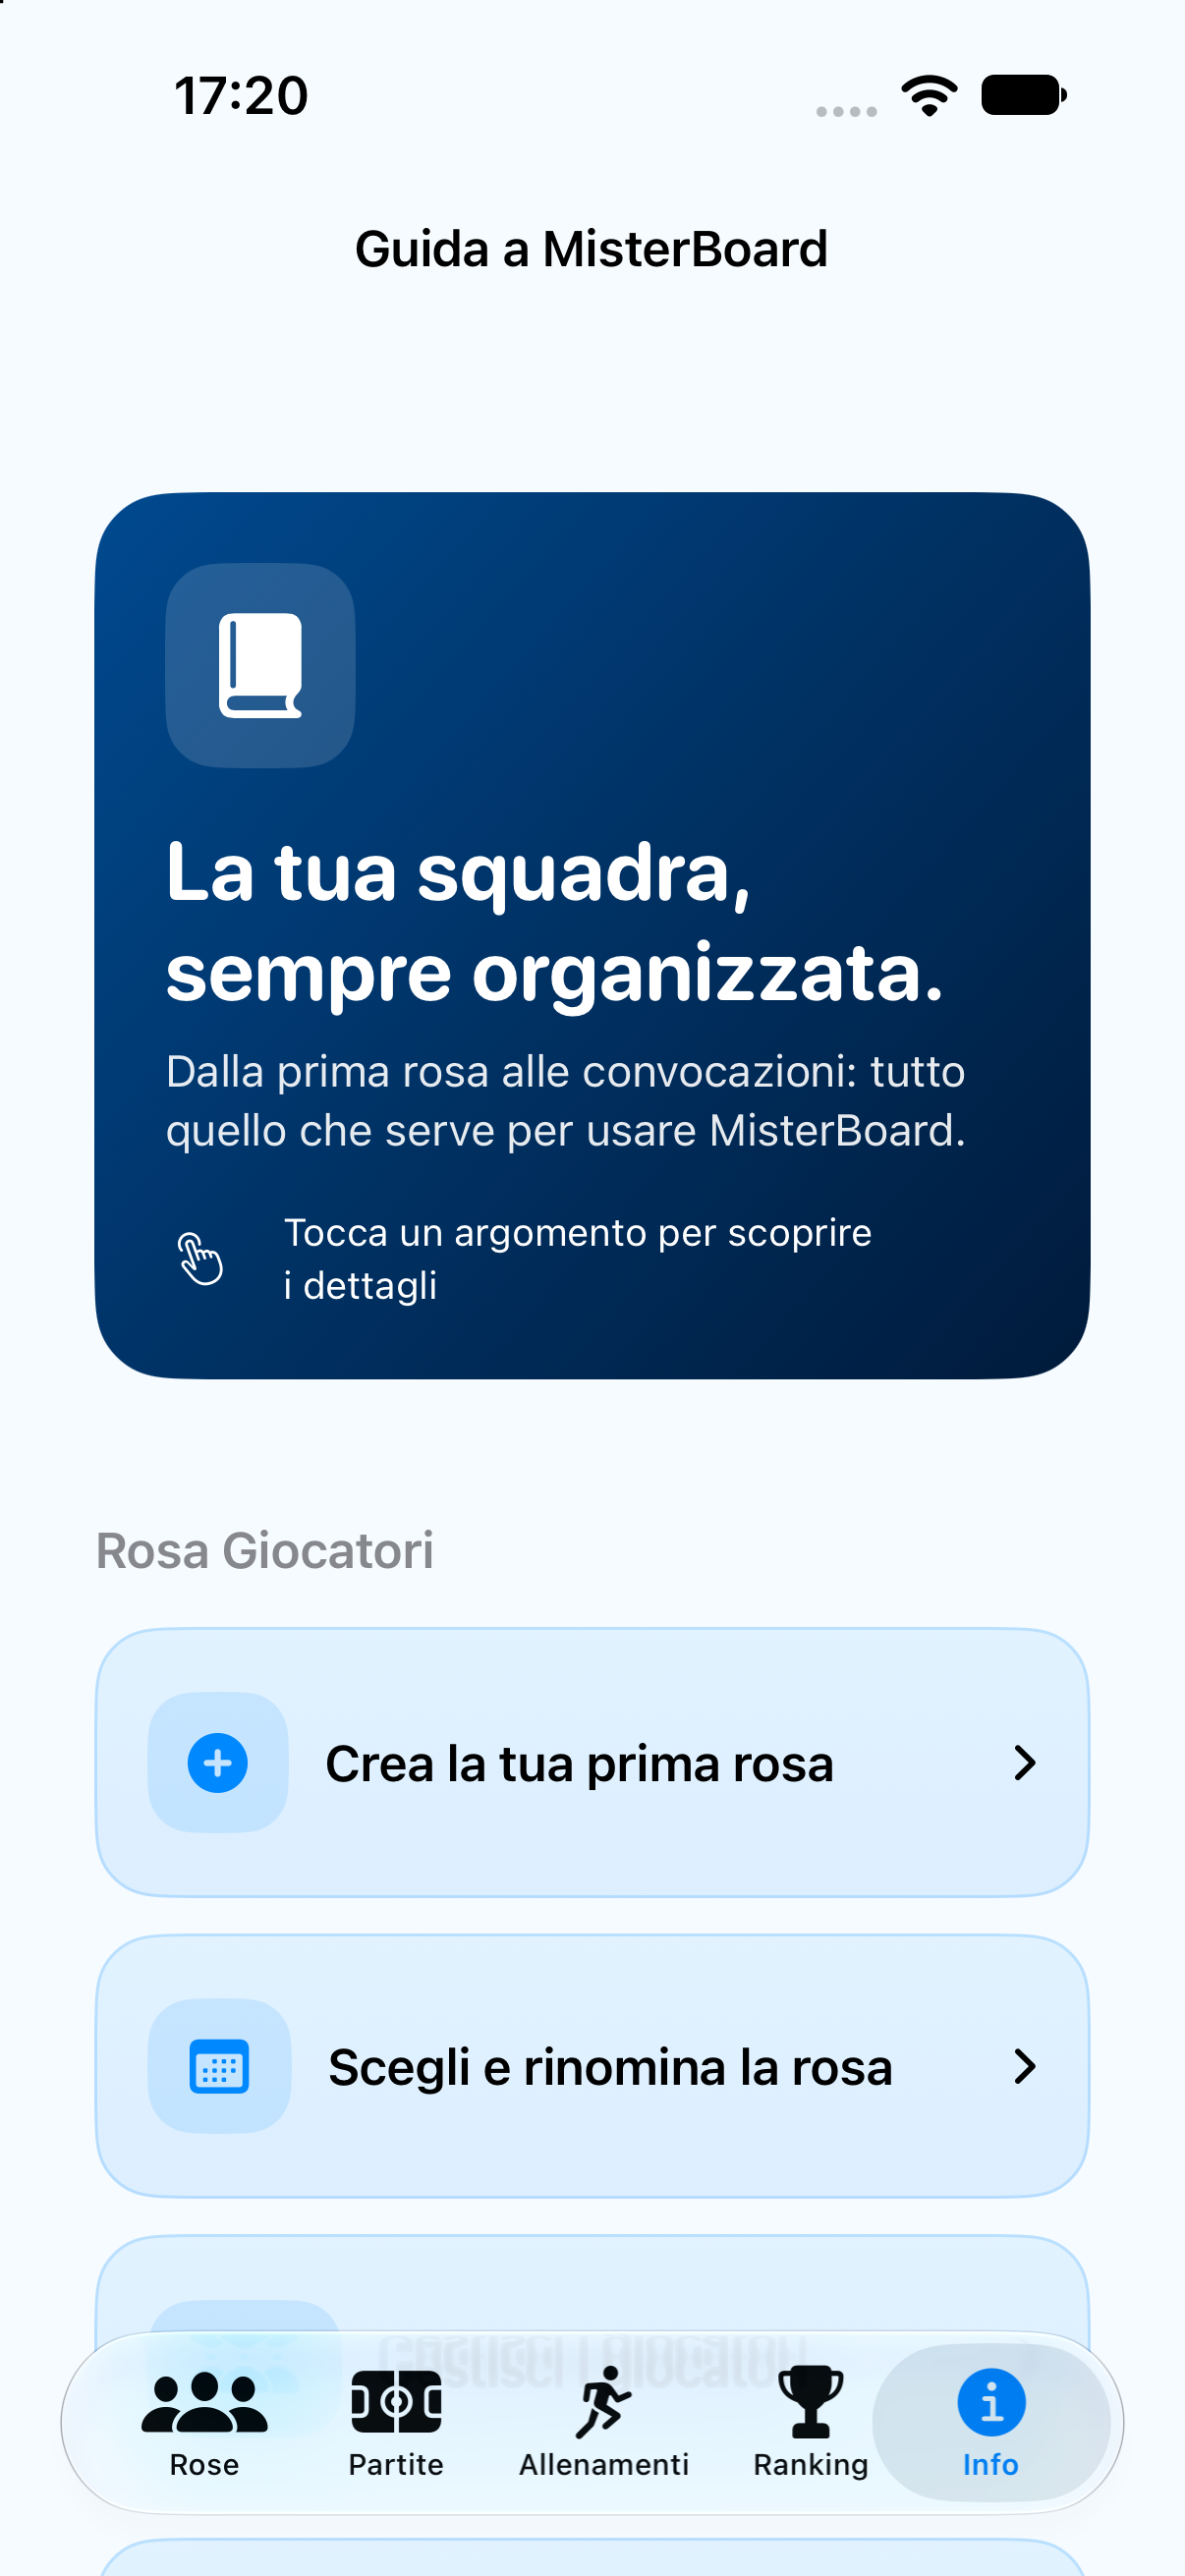 17:20
Guida a MisterBoard
La tua squadra,
sempre organizzata.
Dalla prima rosa alle convocazioni: tutto
quello che serve per usare MisterBoard.
Tocca un argomento per scoprire
i dettagli
Rosa Giocatori
Crea la tua prima rosa
Scegli e rinomina la rosa
Rose
Partite
Allenamenti
Ranking
Info